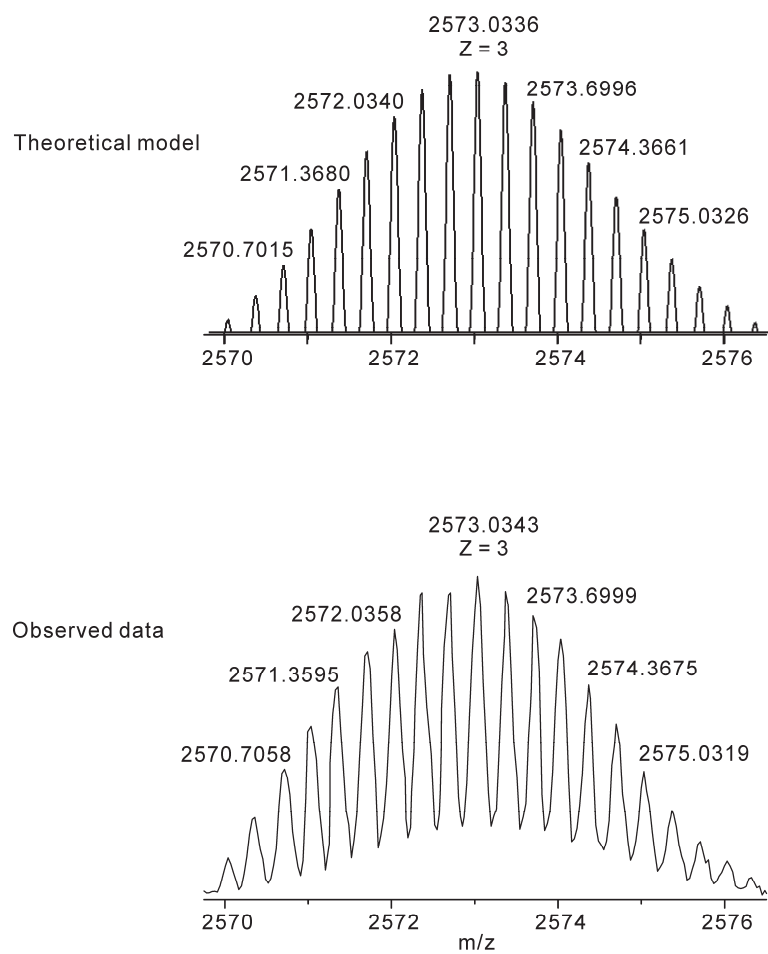 2573.0336
Z = 3
2573.6996
2572.0340
Theoretical model
2574.3661
2571.3680
2575.0326
2570.7015
2570 2572 2574 2576
2573.0343
Z = 3
2573.6999
2572.0358
Observed data
2574.3675
2571.3595
2570.7058
2575.0319
2570 2572 2574 2576
m/z